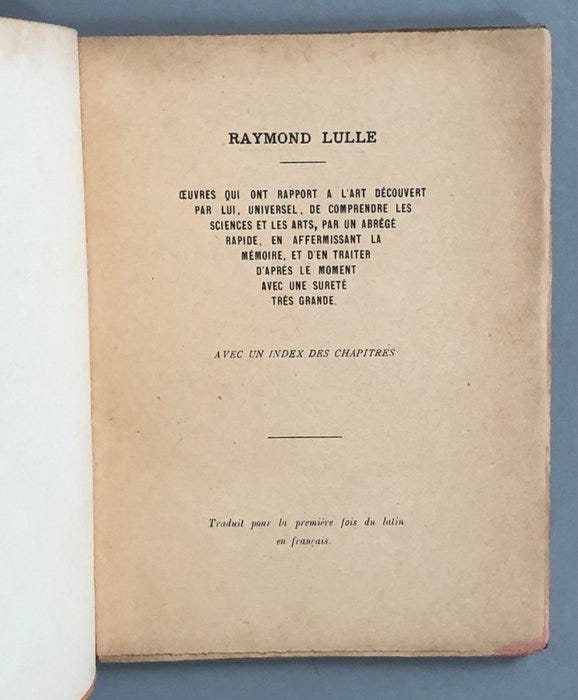 RAYMOND LULLE
ŒUVRES QUI ONT RAPPORT A L'ART DÉCOUVERT
PAR LUI, UNIVERSEL, DE COMPRENDRE LES
SCIENCES ET LES ARTS, PAR UN ABRÉGÉ
RAPIDE, EN AFFERMISSANT LA
MÉMOIRE, ET D'EN TRAITER
D'APRÈS LE MOMENT
AVEC UNE SURETÉ
TRÉS GRANDE.
AVEC UN INDEX DES CHAPITRES
Traduit pour la première fois du latin
en français.